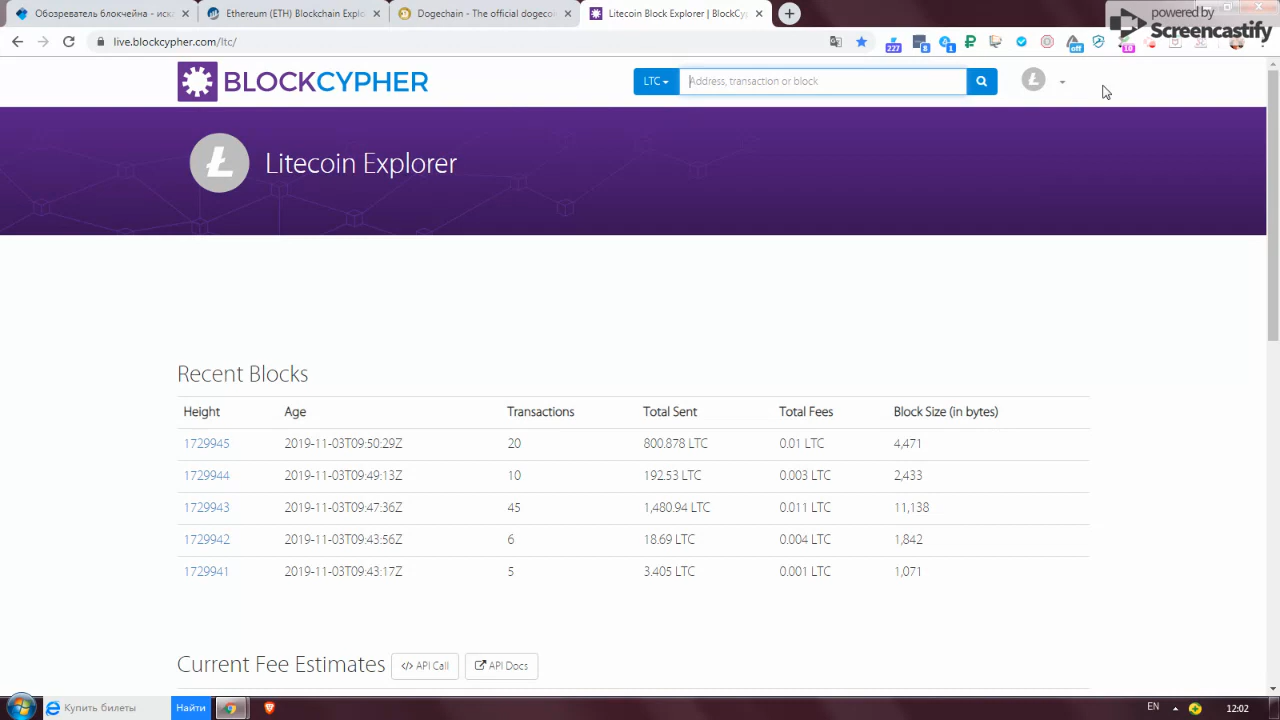 Обозреватель блокчейна - иск
Ethereum (ETH) Blockchain Explo
Dogechain - The official dogeco
Litecoin Block Explorer | BlockCy
powered by
Screencastify
live.blockcypher.com/ltc/
227
8
1
off
10
BLOCKCYPHER
LTC
Address, transaction or block
Litecoin Explorer
Recent Blocks
Height Age Transactions Total Sent Total Fees Block Size (in bytes)
1729945 2019-11-03T09:50:29Z 20 800.878 LTC 0.01 LTC 4,471
1729944 2019-11-03T09:49:13Z 10 192.53 LTC 0.003 LTC 2,433
1729943 2019-11-03T09:47:36Z 45 1,480.94 LTC 0.011 LTC 11,138
1729942 2019-11-03T09:43:56Z 6 18.69 LTC 0.004 LTC 1,842
1729941 2019-11-03T09:43:17Z 5 3.405 LTC 0.001 LTC 1,071
Current Fee Estimates </> API Call API Docs
Купить билеты Найти EN 12:02